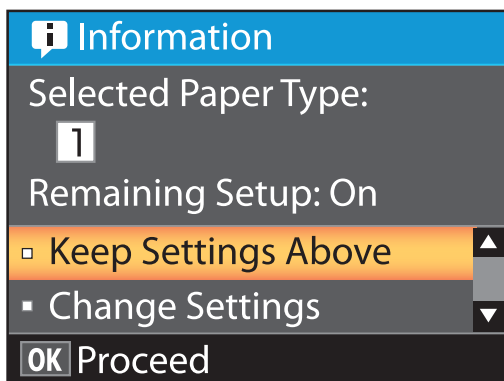 Information
Selected Paper Type:
1
Remaining Setup: On
Keep Settings Above
Change Settings
OK Proceed